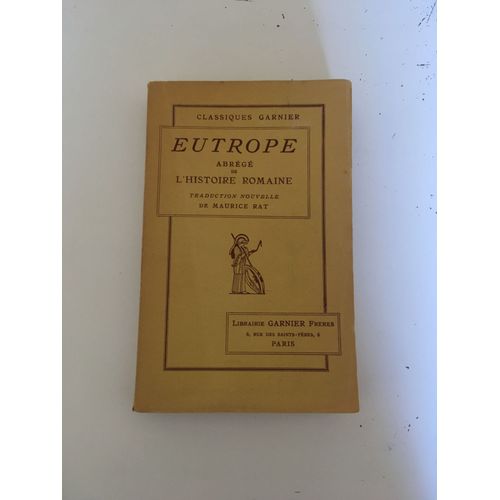 CLASSIQUES GARNIER
EUTROPE
ABRÉGÉ
DE
L'HISTOIRE ROMAINE
TRADUCTION NOUVELLE
DE MAURICE RAT
LIBRAIRIE GARNIER FRÈRES
6, RUE DES SAINTS-PÈRES, 6
PARIS